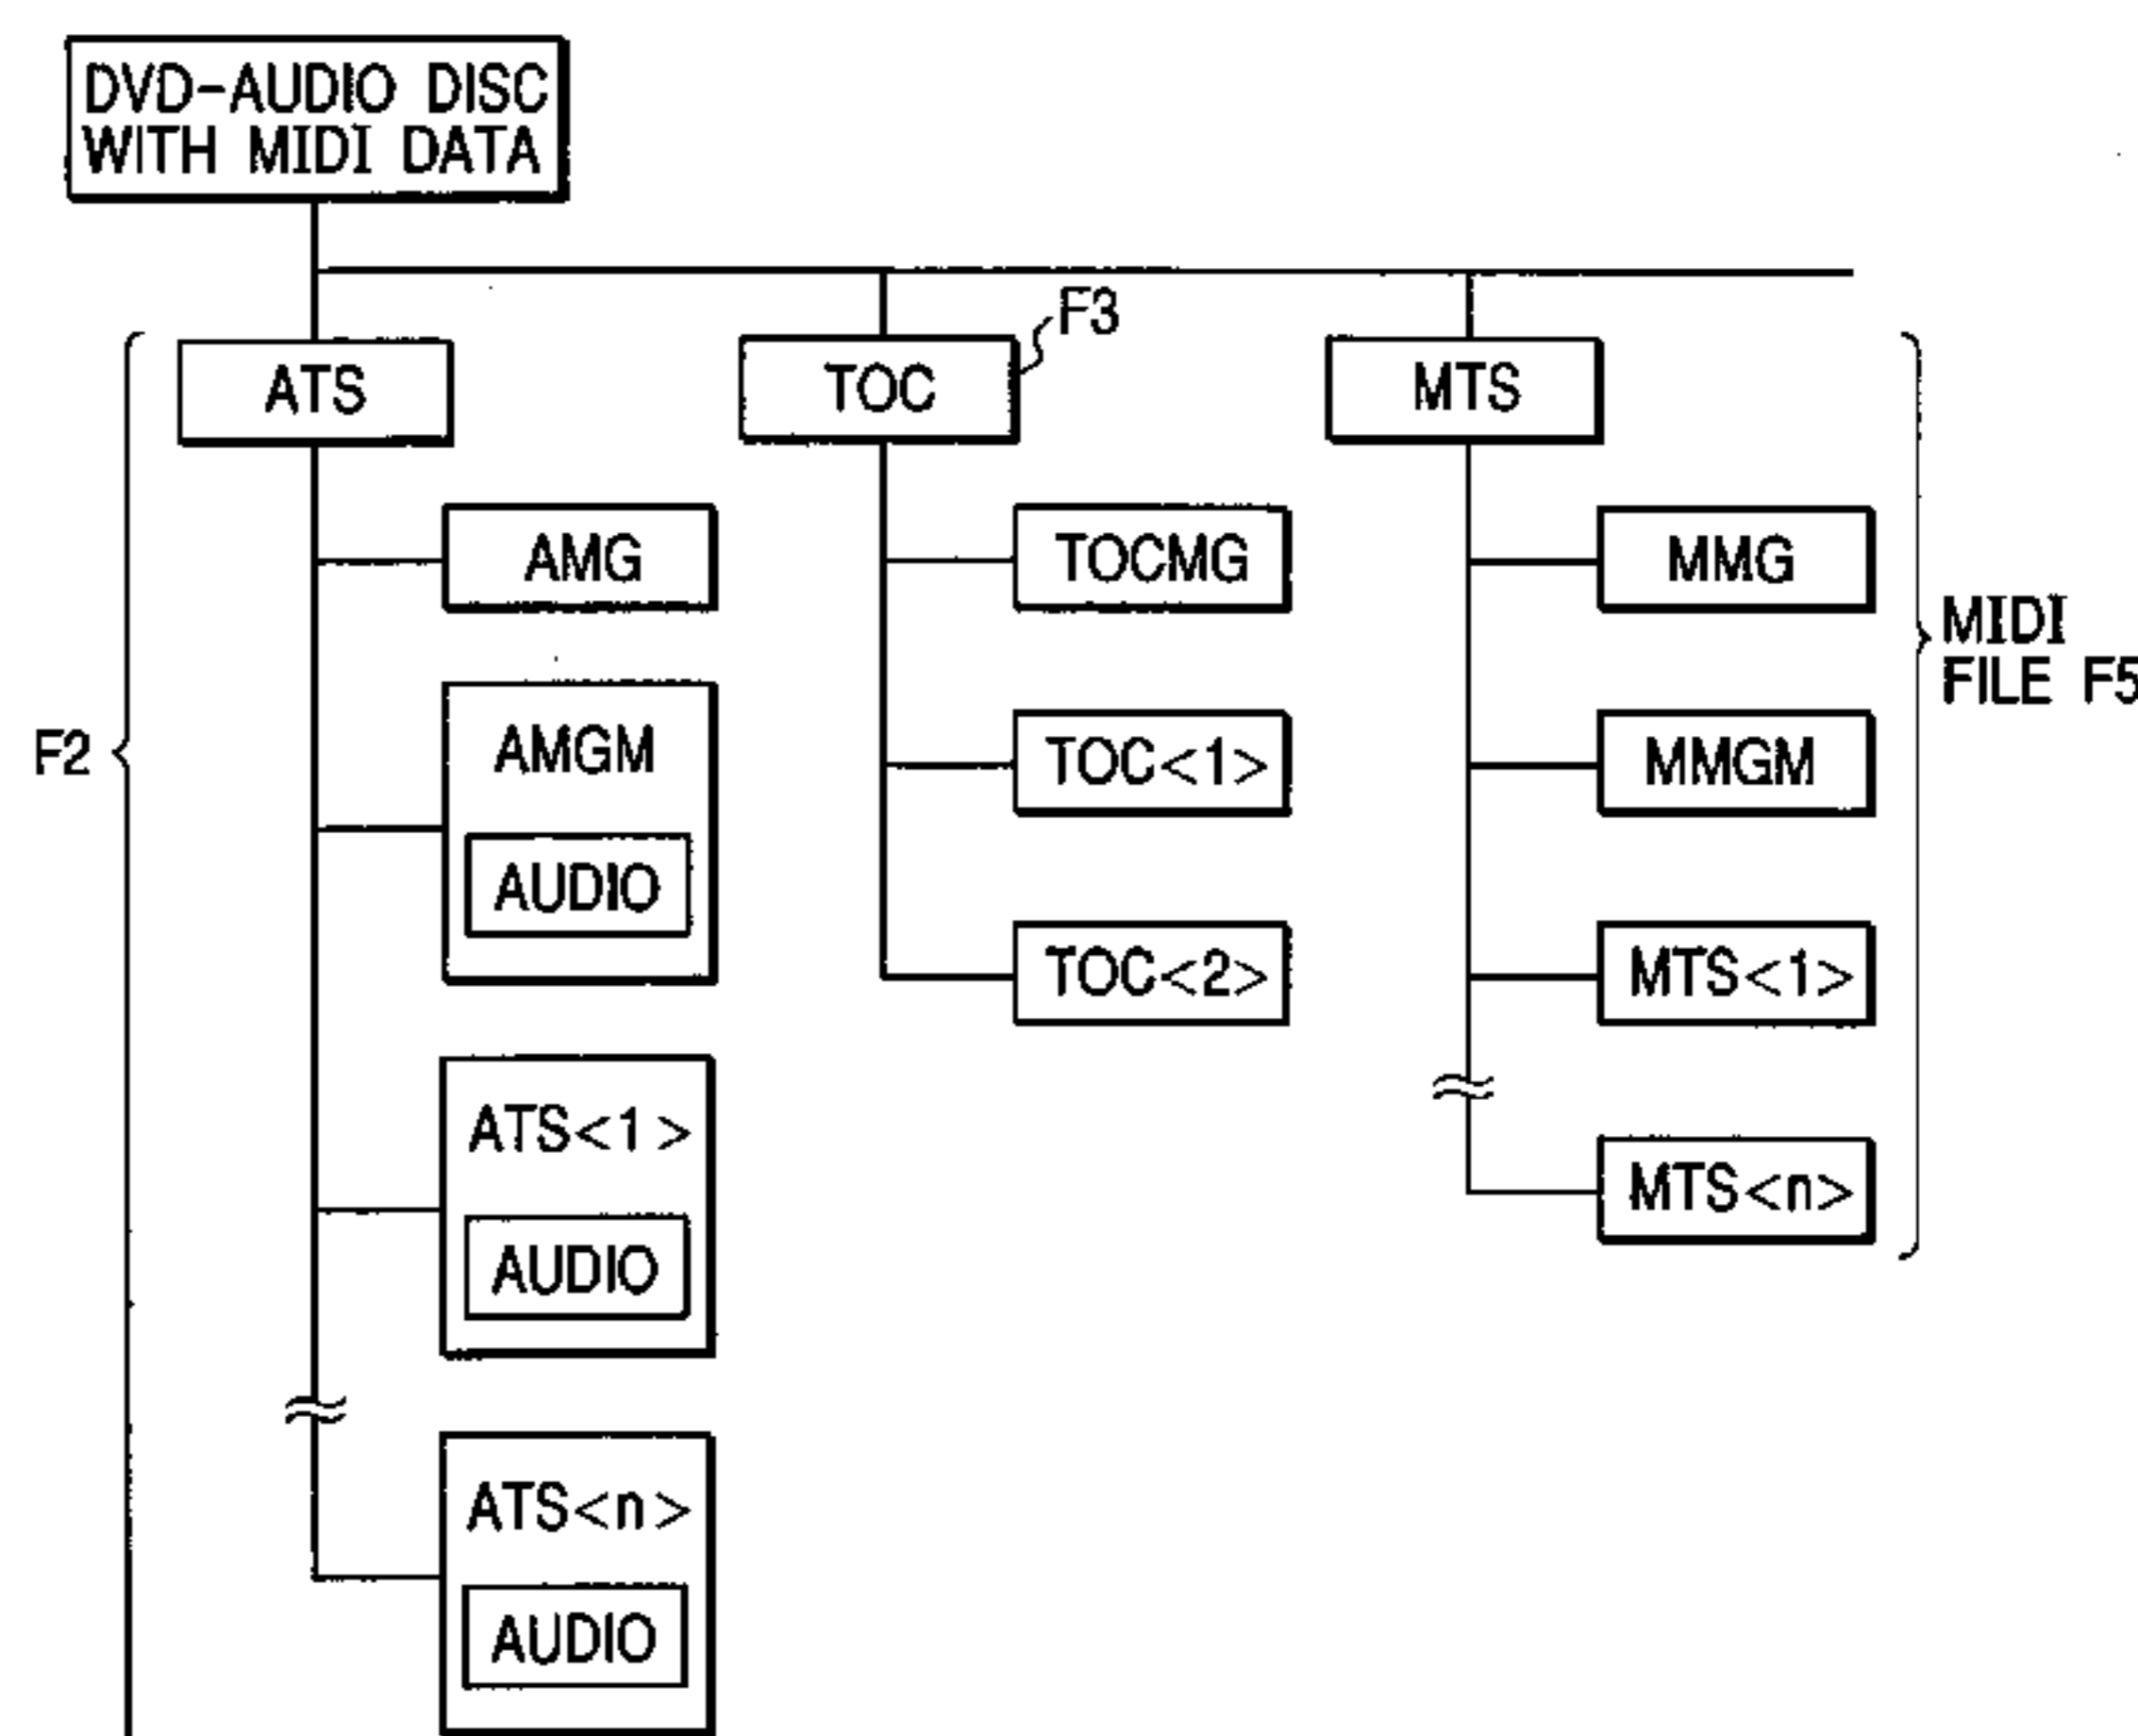 DVD-AUDIO DISC
WITH MIDI DATA
F3
ATS
TOC
MTS
AMG
TOCMG
MMG
MIDI
FILE F5
F2
AMGM
AUDIO
TOC<1>
MMGM
TOC<2>
MTS<1>
ATS<1>
AUDIO
MTS<n>
ATS<n>
AUDIO